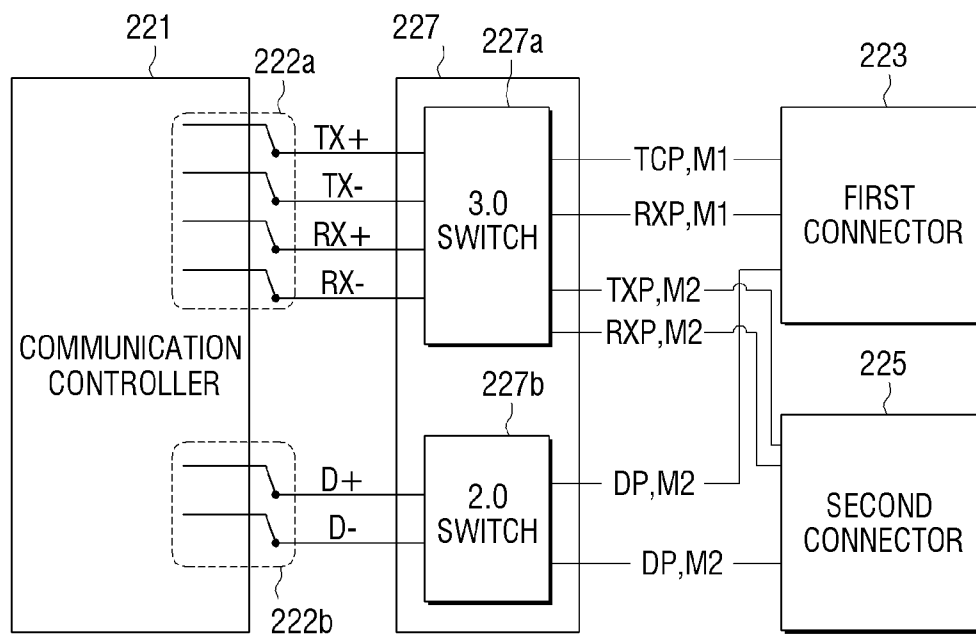 221
222a
227
227a
223
TX+
TX-
RX+
RX-
3.0
SWITCH
TCP,M1
RXP,M1
TXP,M2
RXP,M2
FIRST
CONNECTOR
COMMUNICATION
CONTROLLER
227b
225
D+
D-
2.0
SWITCH
DP,M2
DP,M2
SECOND
CONNECTOR
222b